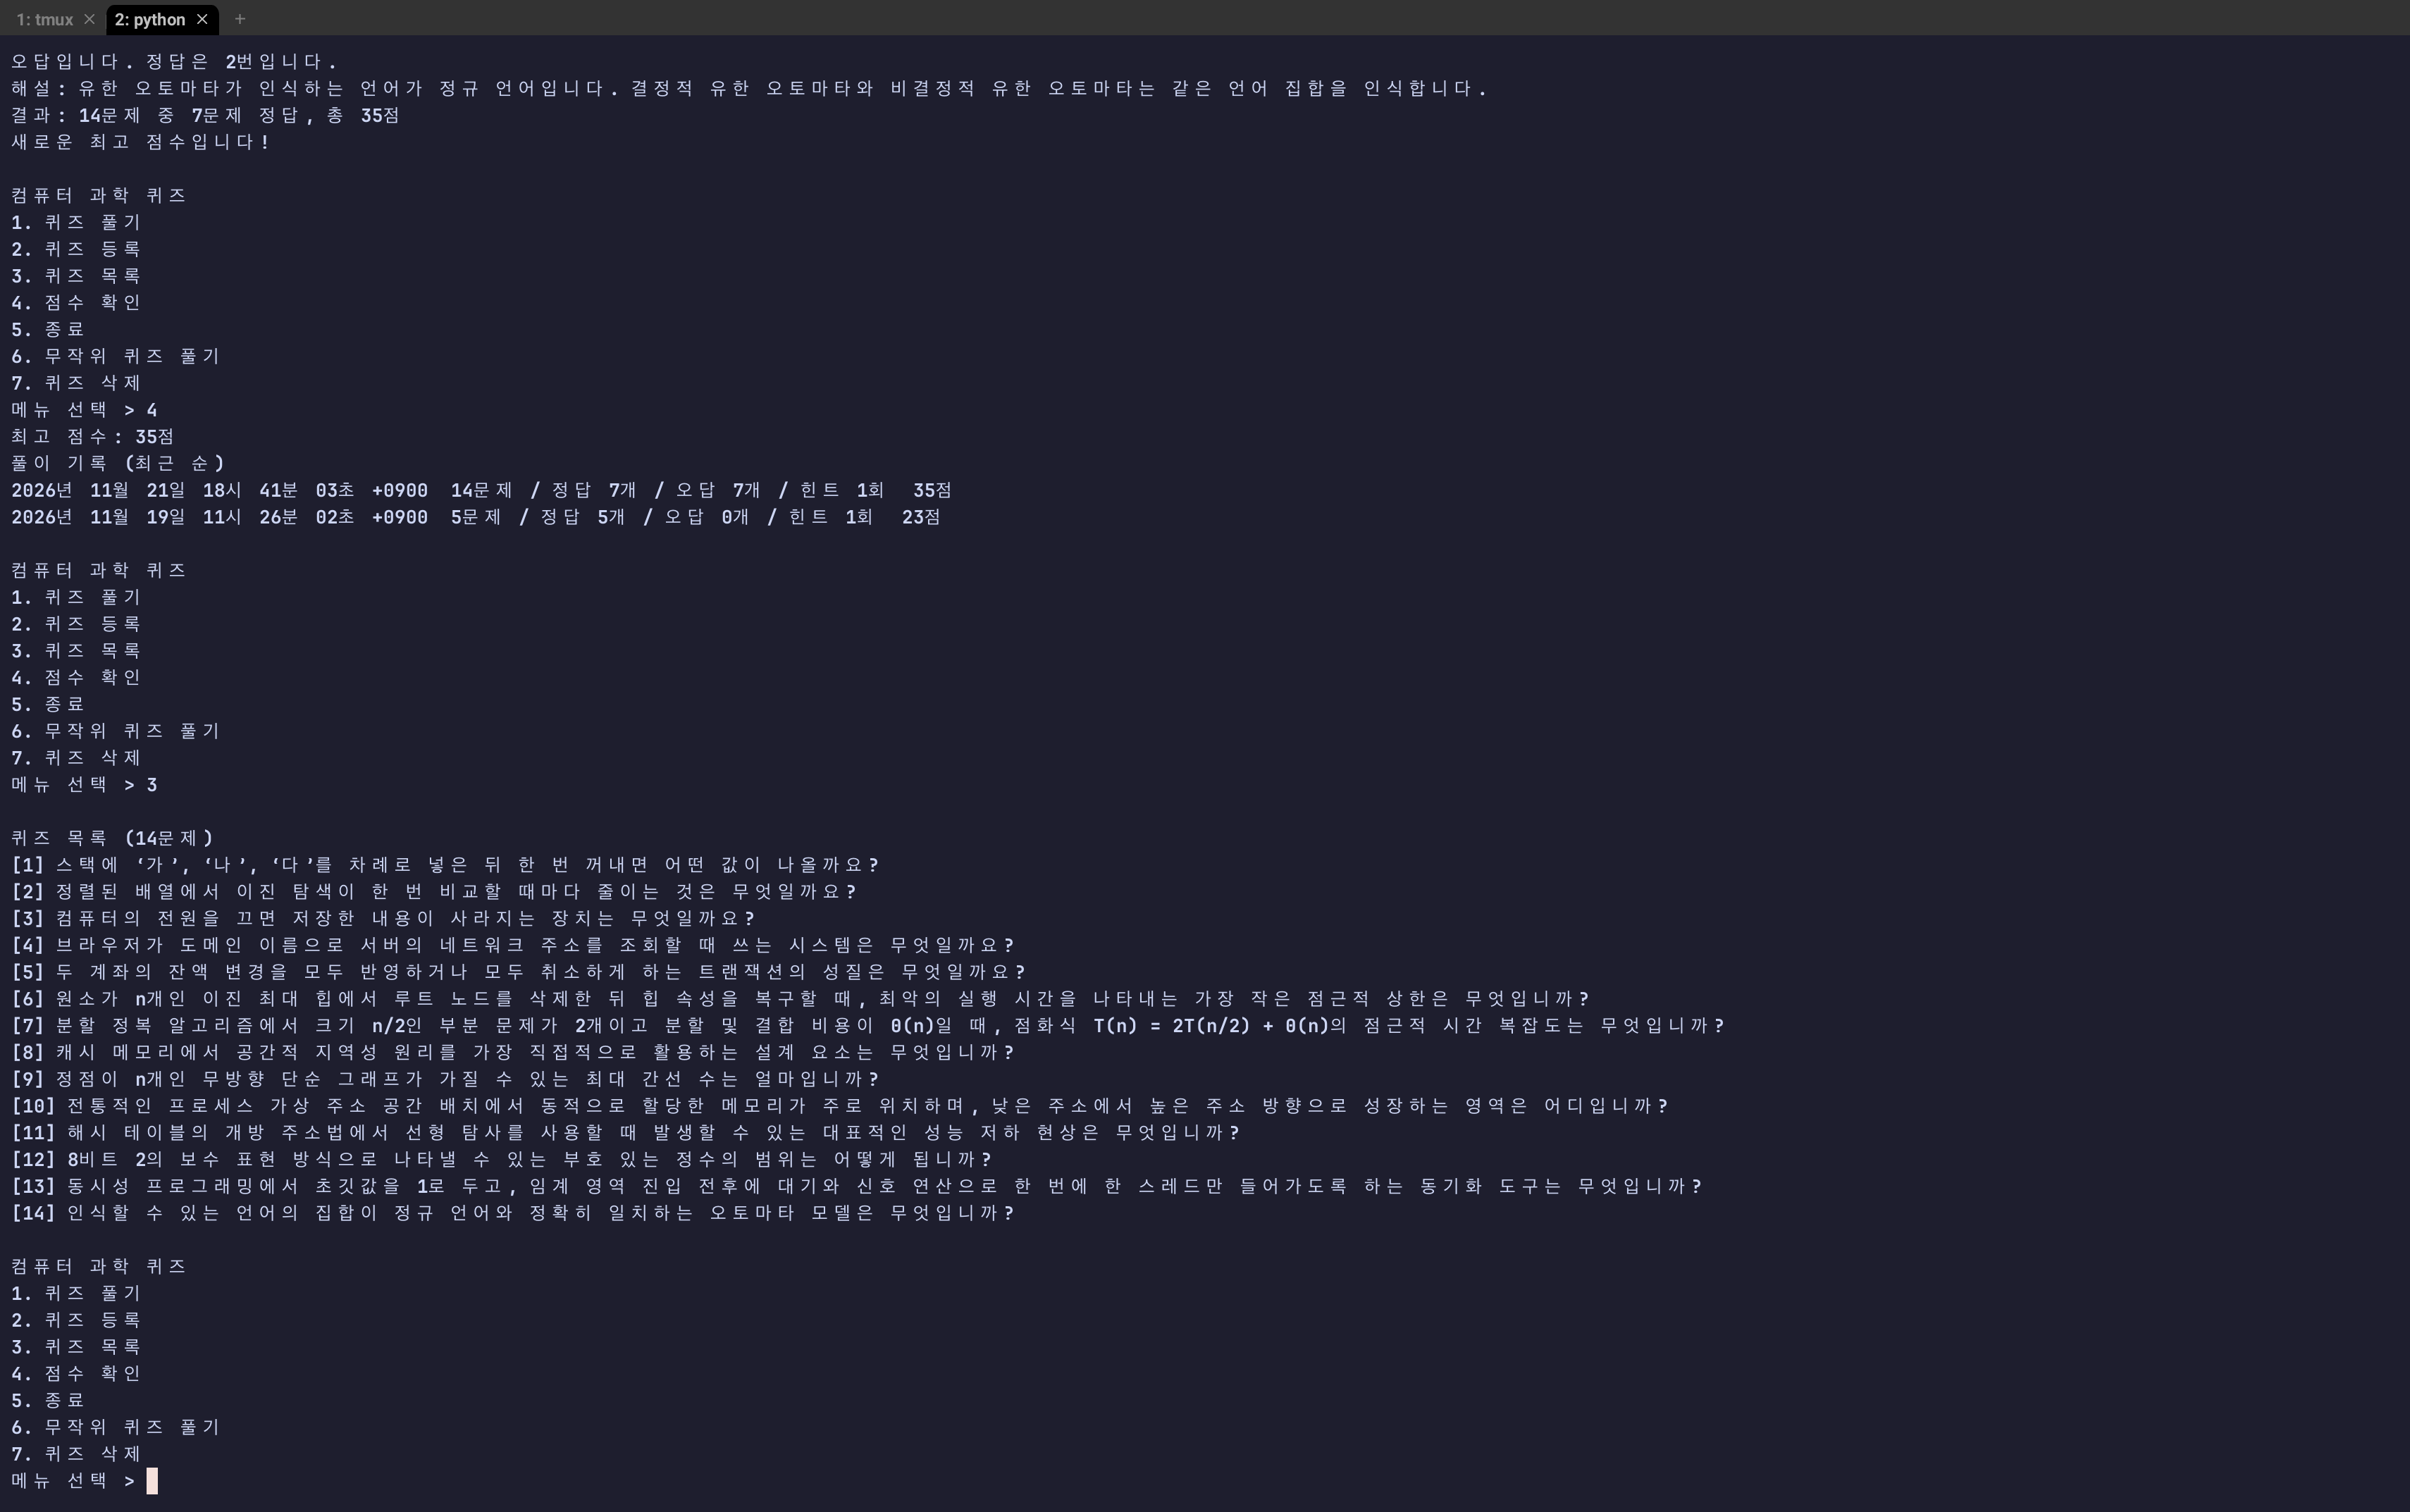 1: tmux × 2: python × +
오답입니다. 정답은 2번입니다.
해설: 유한 오토마타가 인식하는 언어가 정규 언어입니다. 결정적 유한 오토마타와 비결정적 유한 오토마타는 같은 언어 집합을 인식합니다.
결과: 14문제 중 7문제 정답, 총 35점
새로운 최고 점수입니다!
컴퓨터 과학 퀴즈
1. 퀴즈 풀기
2. 퀴즈 등록
3. 퀴즈 목록
4. 점수 확인
5. 종료
6. 무작위 퀴즈 풀기
7. 퀴즈 삭제
메뉴 선택 > 4
최고 점수: 35점
풀이 기록 (최근 순)
2026년 11월 21일 18시 41분 03초 +0900 14문제 / 정답 7개 / 오답 7개 / 힌트 1회 35점
2026년 11월 19일 11시 26분 02초 +0900 5문제 / 정답 5개 / 오답 0개 / 힌트 1회 23점
컴퓨터 과학 퀴즈
1. 퀴즈 풀기
2. 퀴즈 등록
3. 퀴즈 목록
4. 점수 확인
5. 종료
6. 무작위 퀴즈 풀기
7. 퀴즈 삭제
메뉴 선택 > 3
퀴즈 목록 (14문제)
[1] 스택에 ‘가’, ‘나’, ‘다’를 차례로 넣은 뒤 한 번 꺼내면 어떤 값이 나올까요?
[2] 정렬된 배열에서 이진 탐색이 한 번 비교할 때마다 줄이는 것은 무엇일까요?
[3] 컴퓨터의 전원을 끄면 저장한 내용이 사라지는 장치는 무엇일까요?
[4] 브라우저가 도메인 이름으로 서버의 네트워크 주소를 조회할 때 쓰는 시스템은 무엇일까요?
[5] 두 계좌의 잔액 변경을 모두 반영하거나 모두 취소하게 하는 트랜잭션의 성질은 무엇일까요?
[6] 원소가 n개인 이진 최대 힙에서 루트 노드를 삭제한 뒤 힙 속성을 복구할 때, 최악의 실행 시간을 나타내는 가장 작은 점근적 상한은 무엇입니까?
[7] 분할 정복 알고리즘에서 크기 n/2인 부분 문제가 2개이고 분할 및 결합 비용이 Θ(n)일 때, 점화식 T(n) = 2T(n/2) + Θ(n)의 점근적 시간 복잡도는 무엇입니까?
[8] 캐시 메모리에서 공간적 지역성 원리를 가장 직접적으로 활용하는 설계 요소는 무엇입니까?
[9] 정점이 n개인 무방향 단순 그래프가 가질 수 있는 최대 간선 수는 얼마입니까?
[10] 전통적인 프로세스 가상 주소 공간 배치에서 동적으로 할당한 메모리가 주로 위치하며, 낮은 주소에서 높은 주소 방향으로 성장하는 영역은 어디입니까?
[11] 해시 테이블의 개방 주소법에서 선형 탐사를 사용할 때 발생할 수 있는 대표적인 성능 저하 현상은 무엇입니까?
[12] 8비트 2의 보수 표현 방식으로 나타낼 수 있는 부호 있는 정수의 범위는 어떻게 됩니까?
[13] 동시성 프로그래밍에서 초깃값을 1로 두고, 임계 영역 진입 전후에 대기와 신호 연산으로 한 번에 한 스레드만 들어가도록 하는 동기화 도구는 무엇입니까?
[14] 인식할 수 있는 언어의 집합이 정규 언어와 정확히 일치하는 오토마타 모델은 무엇입니까?
컴퓨터 과학 퀴즈
1. 퀴즈 풀기
2. 퀴즈 등록
3. 퀴즈 목록
4. 점수 확인
5. 종료
6. 무작위 퀴즈 풀기
7. 퀴즈 삭제
메뉴 선택 >